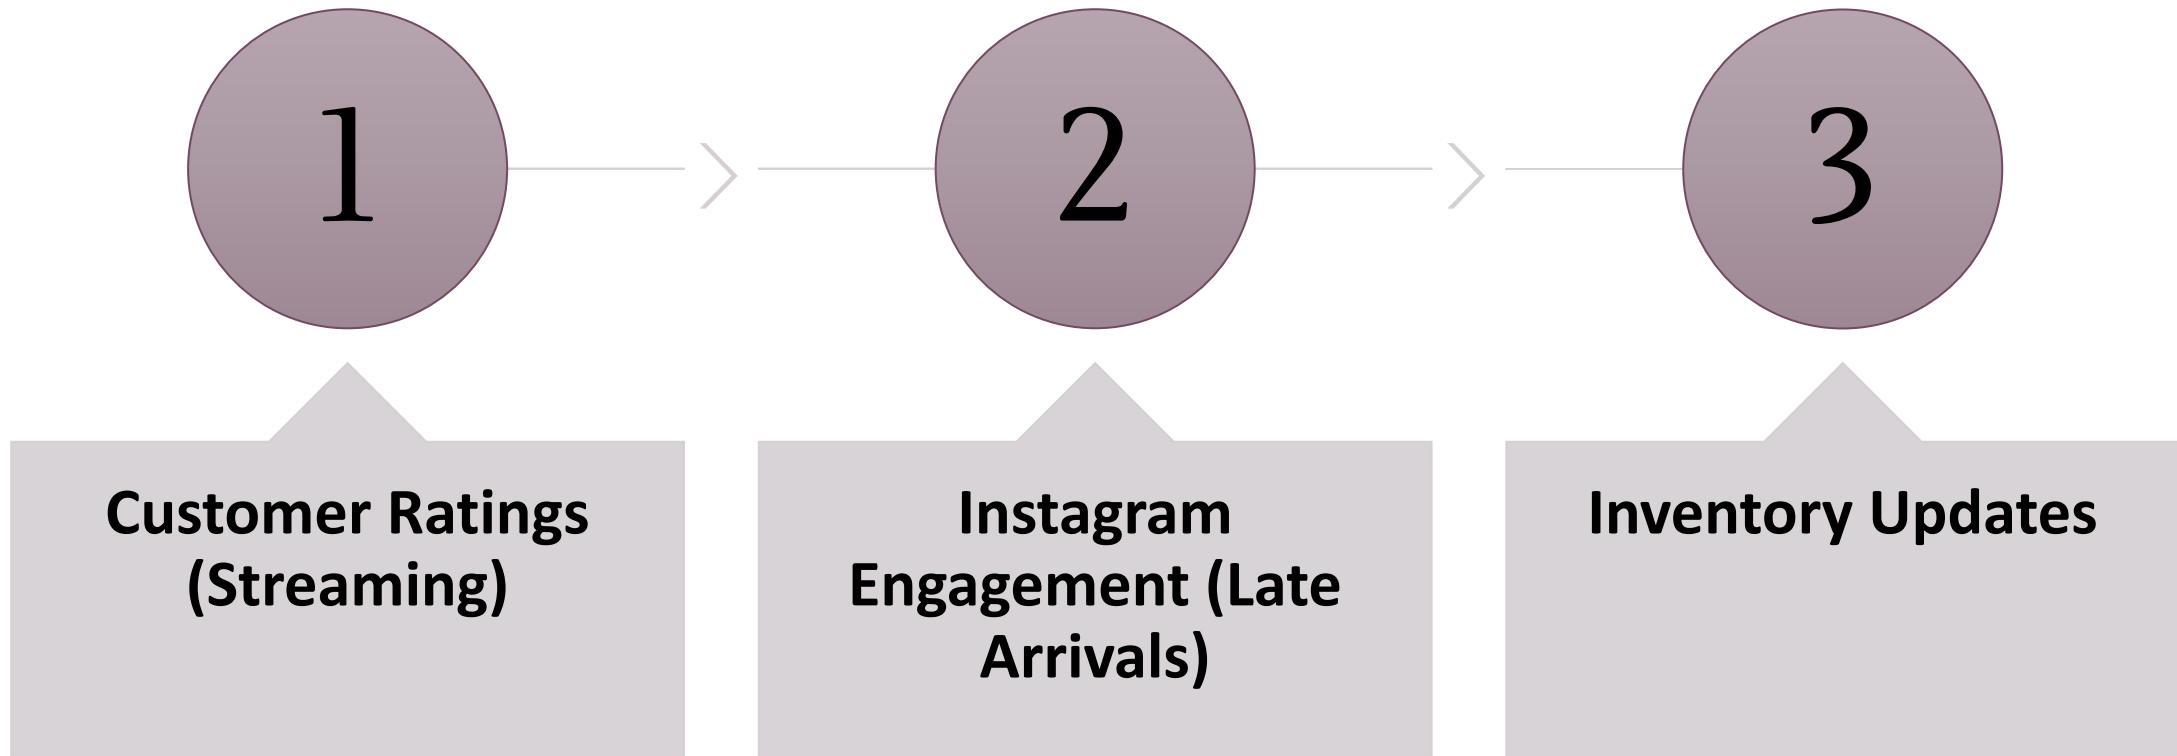 1
2
3
Customer Ratings
(Streaming)
Instagram
Engagement (Late
Arrivals)
Inventory Updates